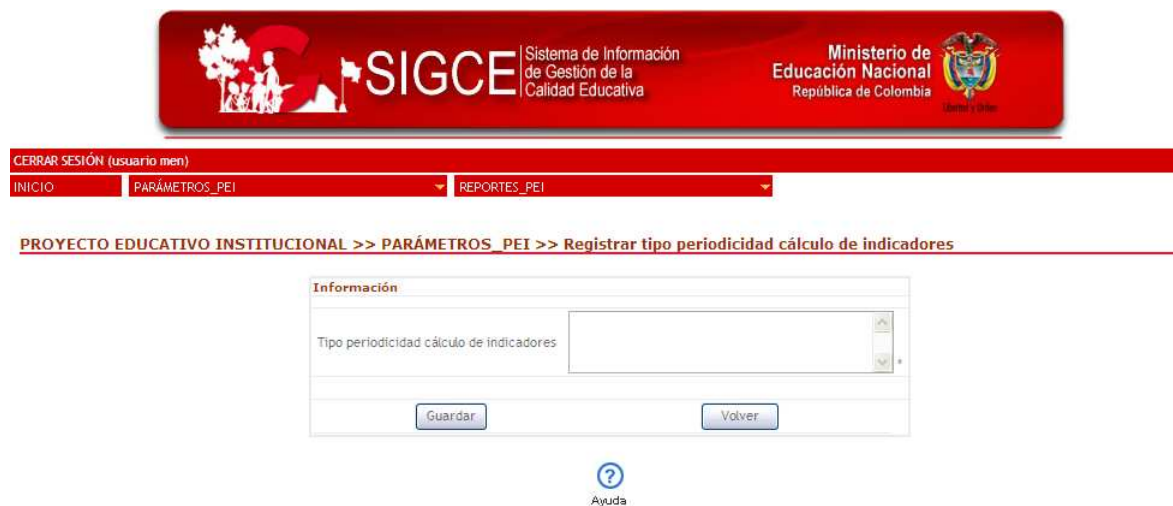 SIGCE
Sistema de Información
de Gestión de la
Calidad Educativa
Ministerio de
Educación Nacional
República de Colombia
Libertad y Orden
CERRAR SESIÓN (usuario men)
INICIO PARÁMETROS_PEI REPORTES_PEI
PROYECTO EDUCATIVO INSTITUCIONAL >> PARÁMETROS_PEI >> Registrar tipo periodicidad cálculo de indicadores
Información
Tipo periodicidad cálculo de indicadores *
Guardar Volver
?
Ayuda